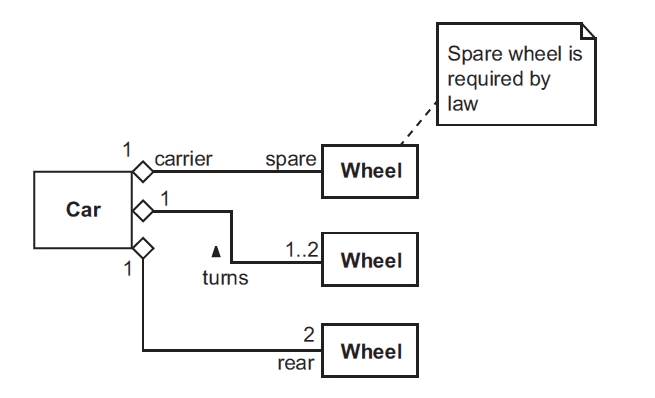 Spare wheel is
required by
law
1
carrier
spare
Wheel
Car
1
1..2
Wheel
turns
1
2
rear
Wheel